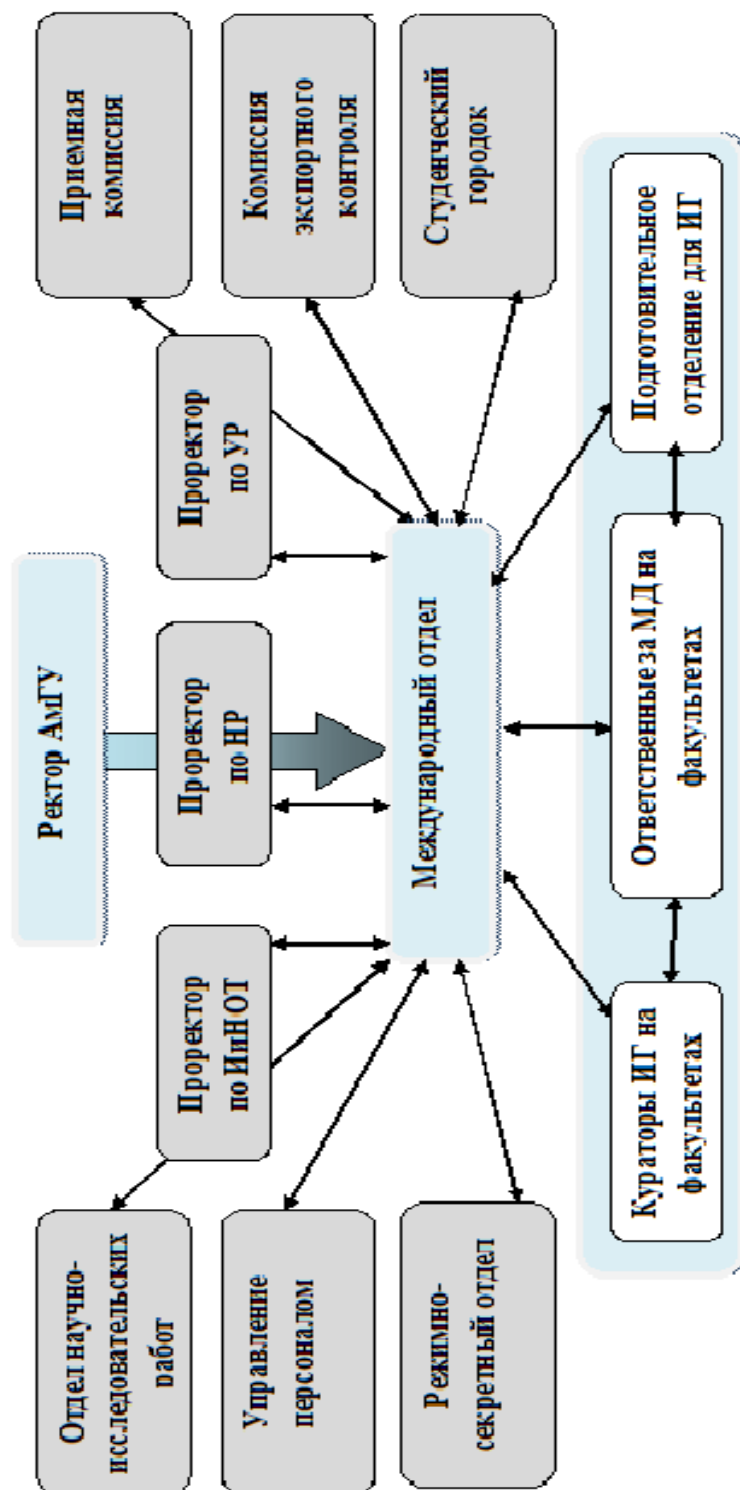 Ректор АмГУ
Отдел научно-
исследовательских
работ
Проректор
по ИиНОТ
Проректор
по НР
Проректор
по УР
Приемная
комиссия
Управление
персоналом
Международный отдел
Комиссия
экспортного
контроля
Режимно-
секретный отдел
Студенческий
городок
Кураторы ИГ на
факультетах
Ответственные за МД на
факультетах
Подготовительное
отделение для ИГ